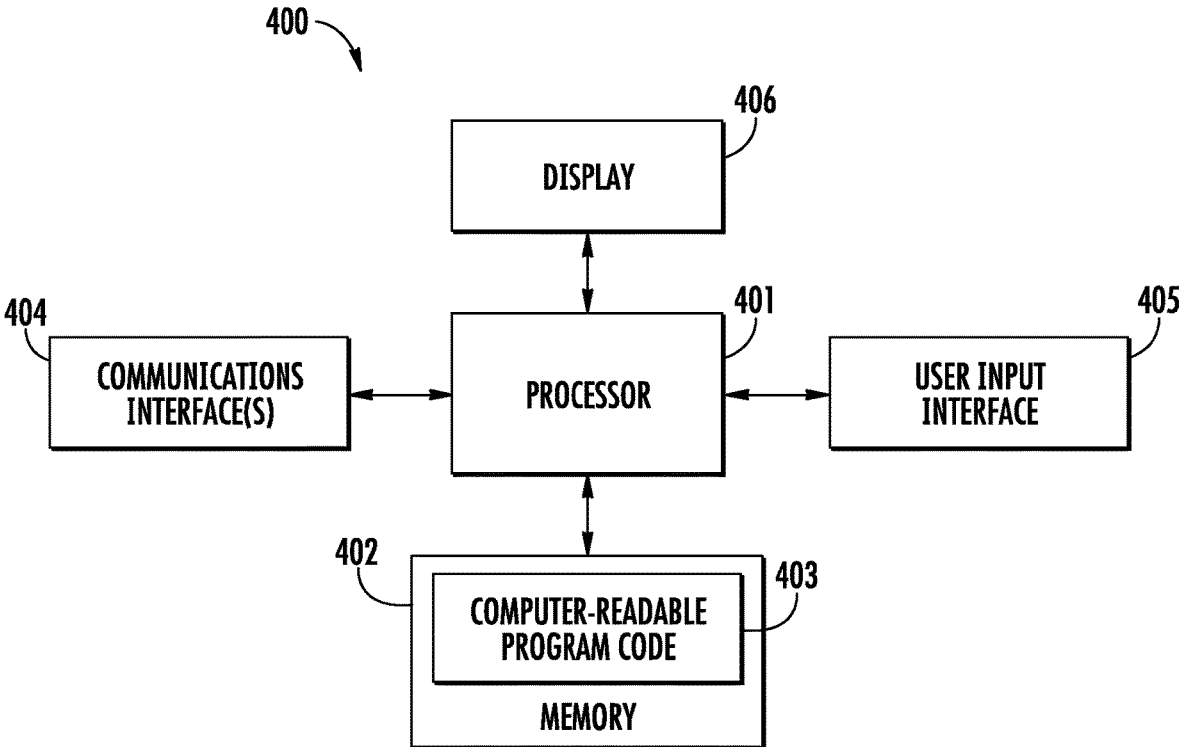 400
406
DISPLAY
404
401
405
COMMUNICATIONS
INTERFACE(S)
PROCESSOR
USER INPUT
INTERFACE
402
403
COMPUTER-READABLE
PROGRAM CODE
MEMORY